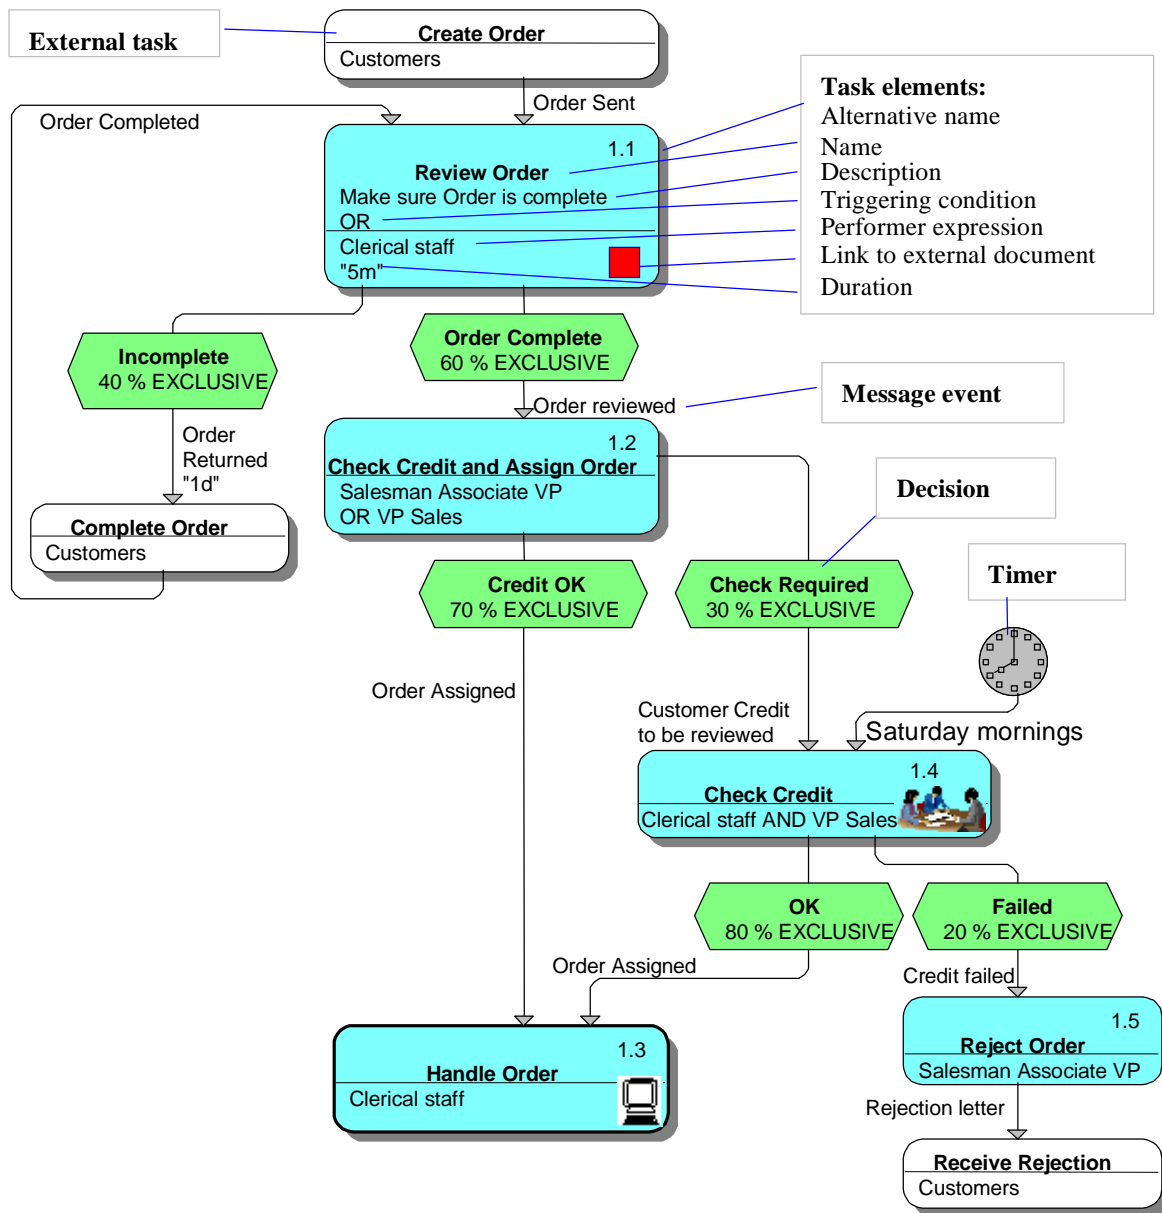 External task
Create Order
Customers
Order Sent
Order Completed
Task elements:
Alternative name
Name
Description
Triggering condition
Performer expression
Link to external document
Duration
1.1
Review Order
Make sure Order is complete
OR
Clerical staff
"5m"
Incomplete
40 % EXCLUSIVE
Order Complete
60 % EXCLUSIVE
Order reviewed
Message event
Order
Returned
"1d"
1.2
Check Credit and Assign Order
Salesman Associate VP
OR VP Sales
Decision
Complete Order
Customers
Credit OK
70 % EXCLUSIVE
Check Required
30 % EXCLUSIVE
Timer
Order Assigned
Customer Credit
to be reviewed
Saturday mornings
1.4
Check Credit
Clerical staff AND VP Sales
OK
80 % EXCLUSIVE
Failed
20 % EXCLUSIVE
Order Assigned
Credit failed
1.3
Handle Order
Clerical staff
1.5
Reject Order
Salesman Associate VP
Rejection letter
Receive Rejection
Customers